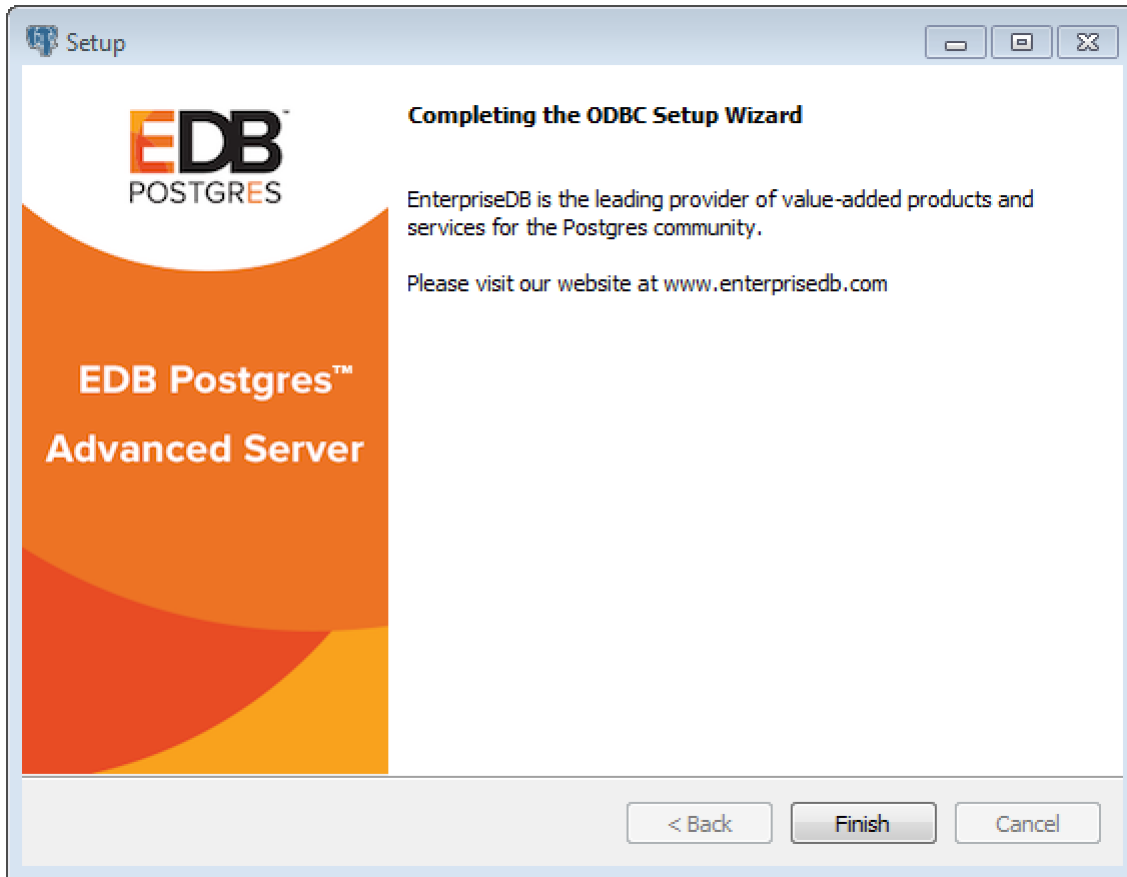 Setup
EDB™
POSTGRES
EDB Postgres™
Advanced Server
Completing the ODBC Setup Wizard
EnterpriseDB is the leading provider of value-added products and
services for the Postgres community.
Please visit our website at www.enterprisedb.com
< Back
Finish
Cancel